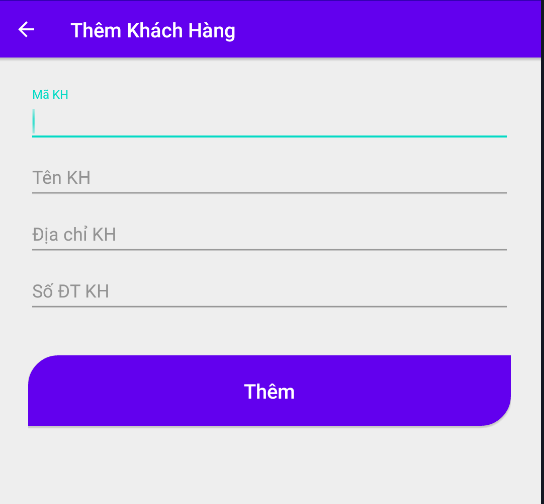 Thêm Khách Hàng
Mã KH
Tên KH
Địa chỉ KH
Số ĐT KH
Thêm